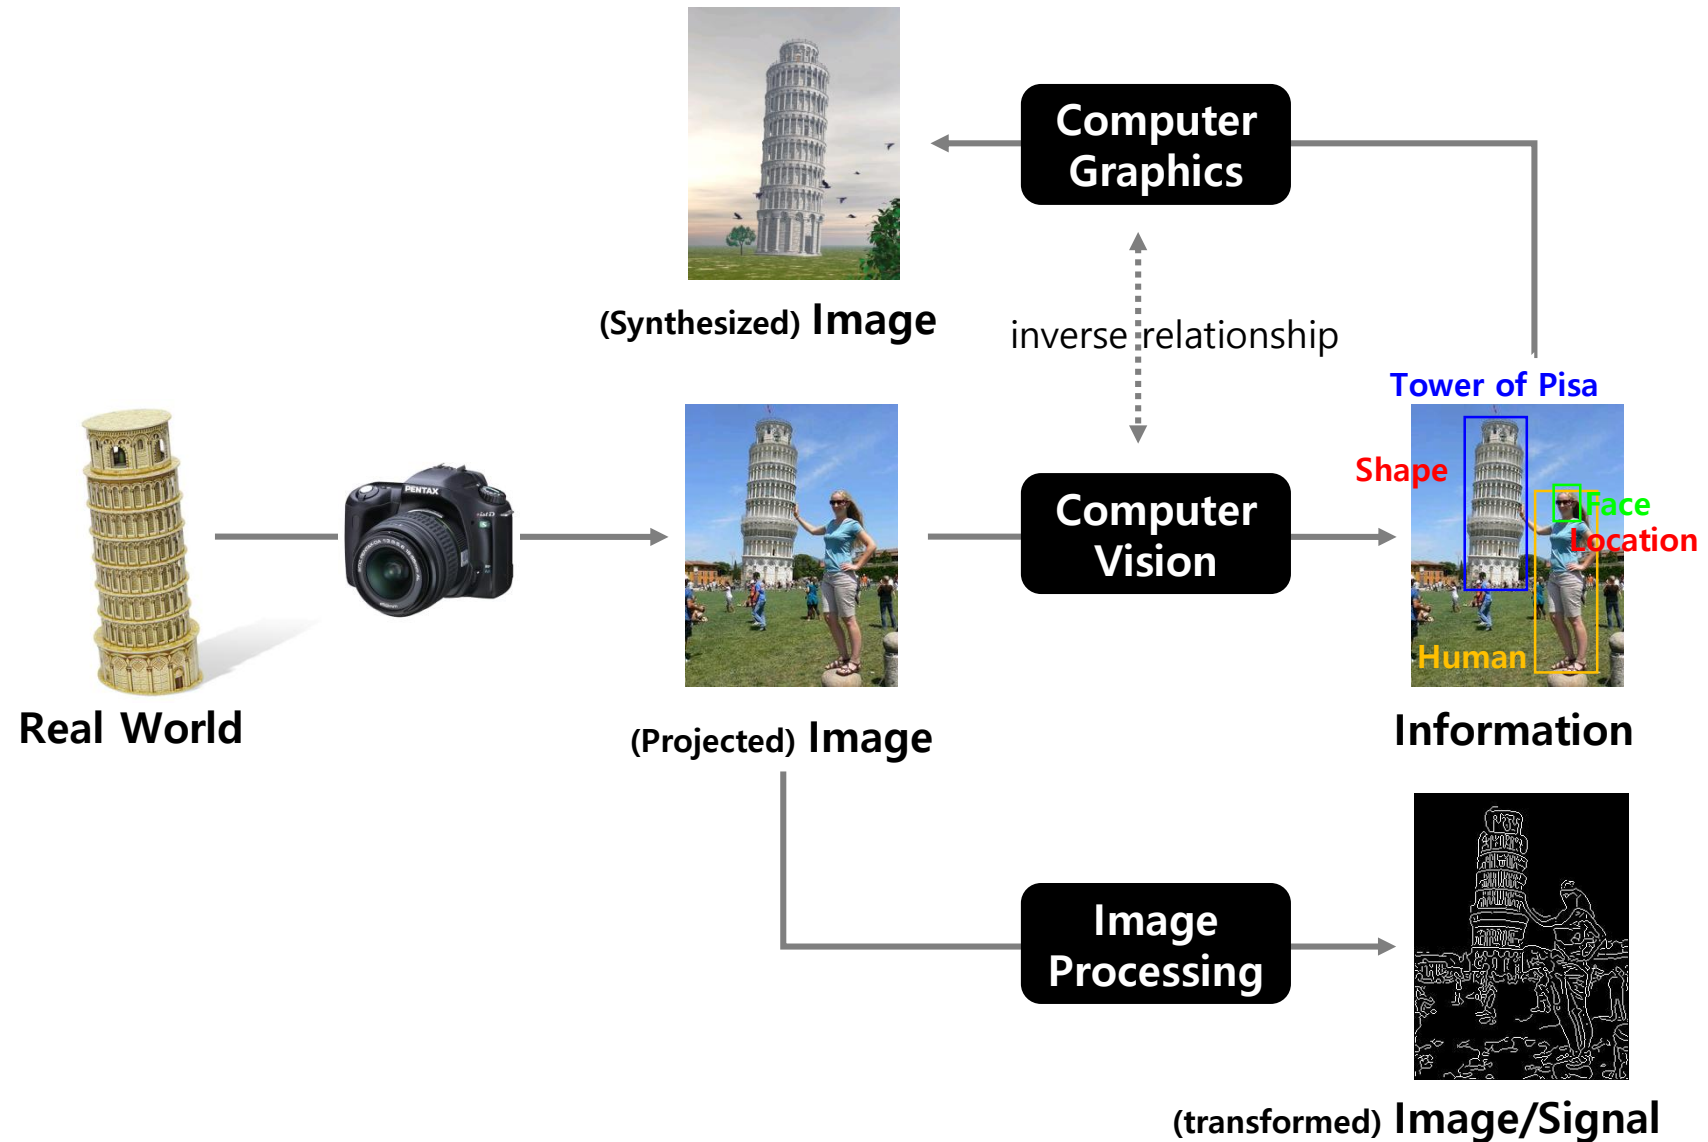 Computer
Graphics
(Synthesized) Image
inverse relationship
Tower of Pisa
Shape
Face
Location
Human
PENTAX
Computer
Vision
Real World
(Projected) Image
Information
Image
Processing
(transformed) Image/Signal